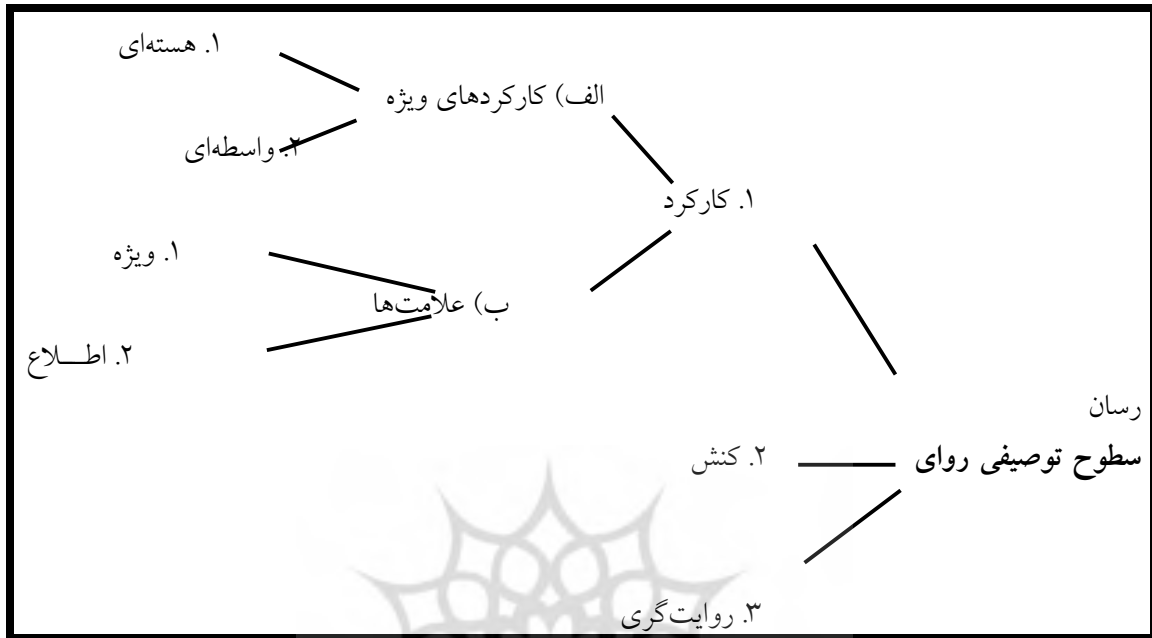 ۱. هسته‌ای
الف) کارکردهای ویژه
۲. واسطه‌ای
۱. کارکرد
۱. ویژه
ب) علامت‌ها
۲. اطـــلاع
رسان
سطوح توصیفی روای
۲. کنش
۳. روایت‌گری